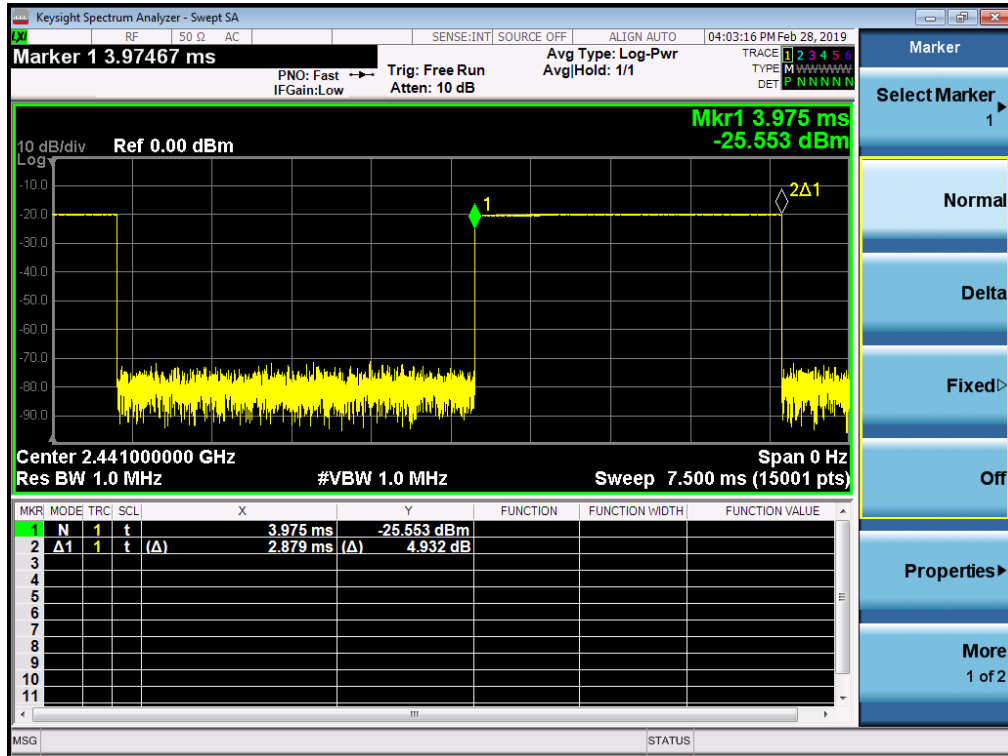 Keysight Spectrum Analyzer - Swept SA
LXI RF 50 Ω AC SENSE:INT SOURCE OFF ALIGN AUTO 04:03:16 PM Feb 28, 2019
Marker 1 3.97467 ms
PNO: Fast
IFGain:Low
Trig: Free Run
Atten: 10 dB
Avg Type: Log-Pwr
Avg|Hold: 1/1
TRACE 1 2 3 4 5 6
TYPE M W W W W W
DET P N N N N N
Mkr1 3.975 ms
-25.553 dBm
10 dB/div Ref 0.00 dBm
Log
-10.0
-20.0
-30.0
-40.0
-50.0
-60.0
-70.0
-80.0
-90.0
1
2Δ1
Center 2.441000000 GHz Span 0 Hz
Res BW 1.0 MHz #VBW 1.0 MHz Sweep 7.500 ms (15001 pts)
MKR MODE TRC SCL X Y FUNCTION FUNCTION WIDTH FUNCTION VALUE
1 N 1 t 3.975 ms -25.553 dBm
2 Δ1 1 t (Δ) 2.879 ms (Δ) 4.932 dB
3
4
5
6
7
8
9
10
11
MSG STATUS
Marker
Select Marker
1
Normal
Delta
Fixed
Off
Properties
More
1 of 2